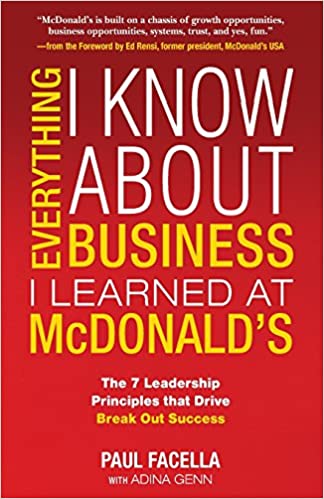 "McDonald's is built on a chassis of growth opportunities,
business opportunities, systems, trust, and yes, fun."
—from the Foreword by Ed Rensi, former president, McDonald's USA
EVERYTHING
I KNOW
ABOUT
BUSINESS
I LEARNED AT
McDONALD'S
The 7 Leadership
Principles that Drive
Break Out Success
PAUL FACELLA
WITH ADINA GENN